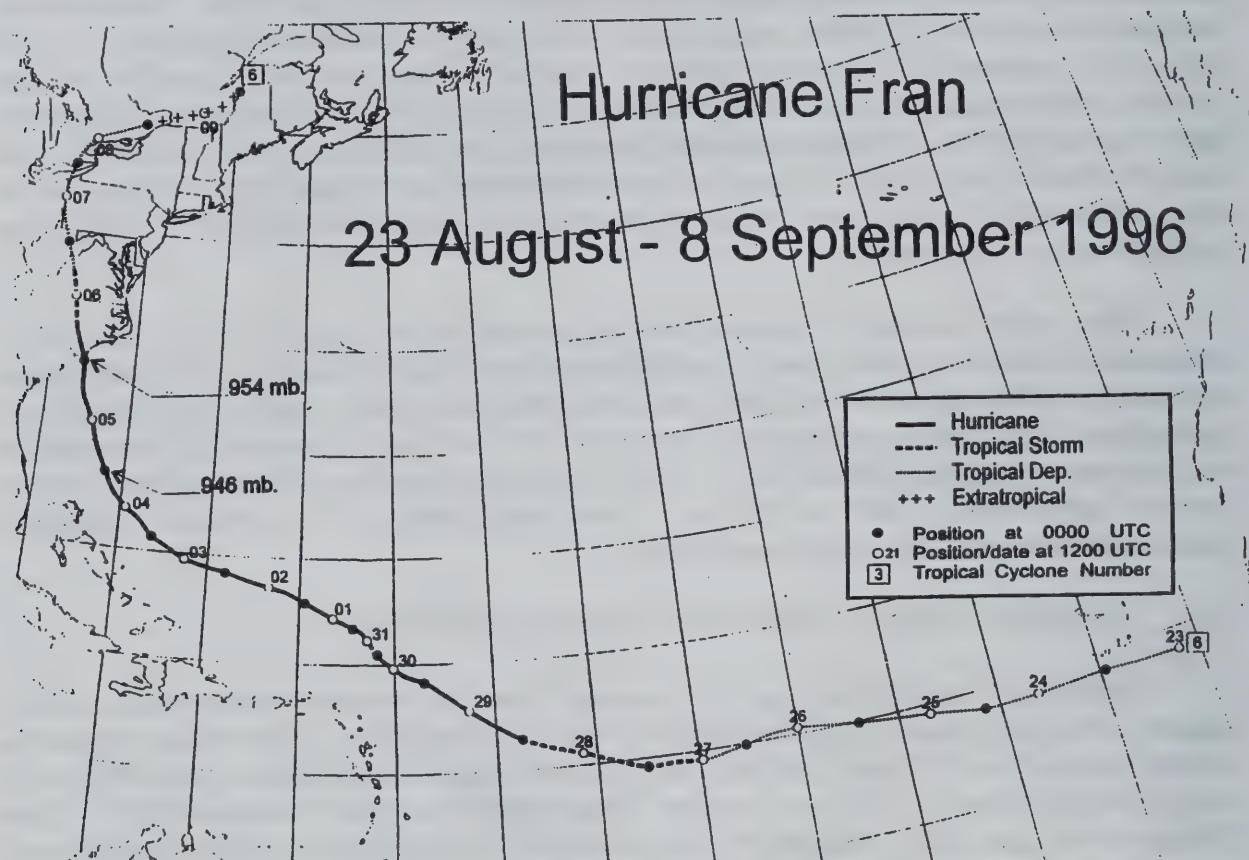 Hurricane Fran
23 August - 8 September 1996
6
09
08
07
06
954 mb.
05
946 mb.
04
03
02
01
31
30
29
28
27
26
25
24
23
6
Hurricane
Tropical Storm
Tropical Dep.
+++ Extratropical
Position at 0000 UTC
21 Position/date at 1200 UTC
3 Tropical Cyclone Number